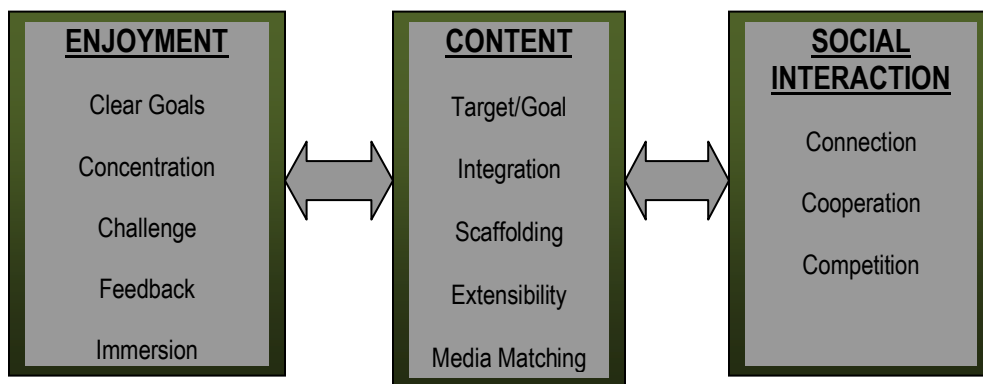 ENJOYMENT
Clear Goals
Concentration
Challenge
Feedback
Immersion
CONTENT
Target/Goal
Integration
Scaffolding
Extensibility
Media Matching
SOCIAL
INTERACTION
Connection
Cooperation
Competition